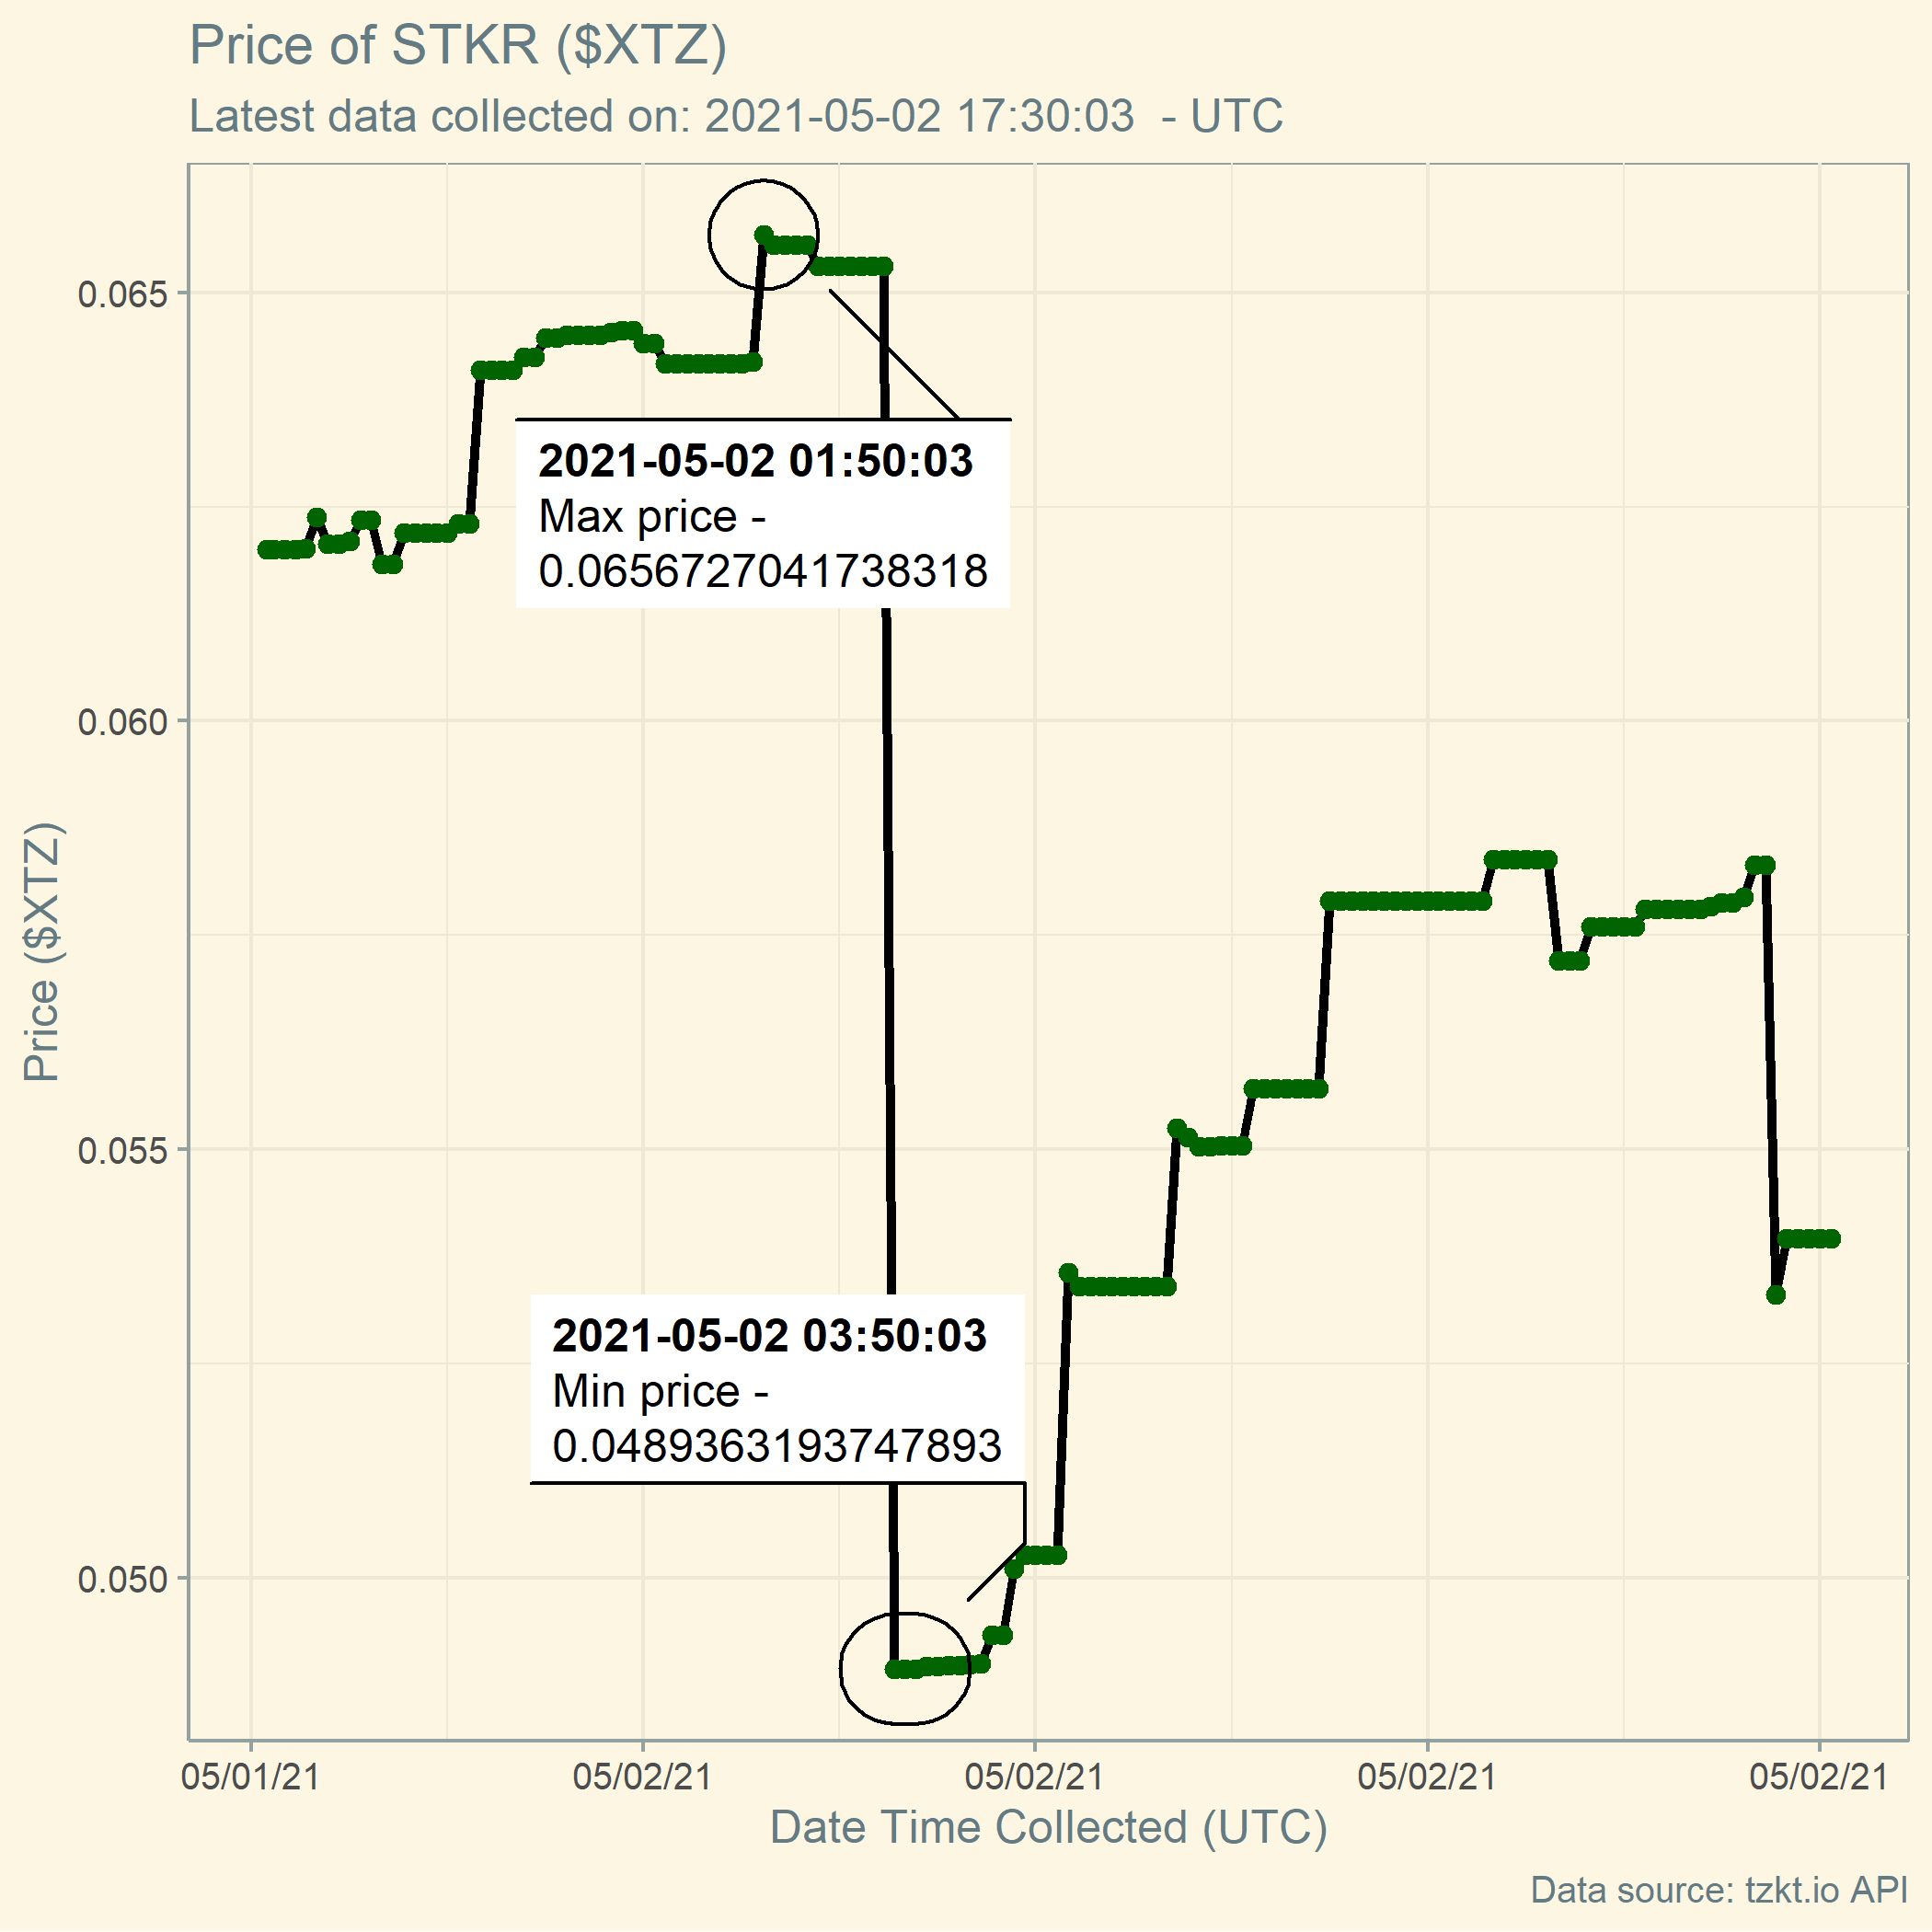 Price of STKR ($XTZ)
Latest data collected on: 2021-05-02 17:30:03  - UTC
0.065
0.060
0.055
0.050
Price ($XTZ)
2021-05-02 01:50:03
Max price -
0.0656727041738318
2021-05-02 03:50:03
Min price -
0.0489363193747893
05/01/21
05/02/21
05/02/21
05/02/21
05/02/21
Date Time Collected (UTC)
Data source: tzkt.io API